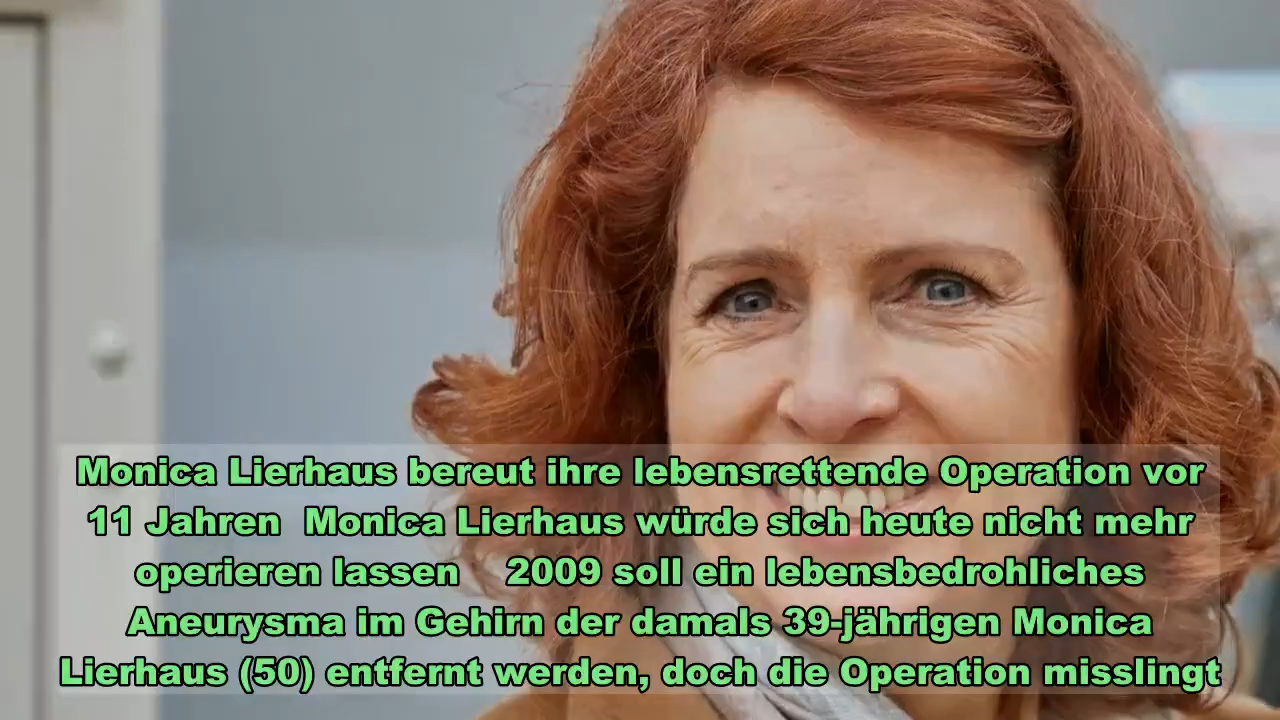 Monica Lierhaus bereut ihre lebensrettende Operation vor
11 Jahren  Monica Lierhaus würde sich heute nicht mehr
operieren lassen    2009 soll ein lebensbedrohliches
Aneurysma im Gehirn der damals 39-jährigen Monica
Lierhaus (50) entfernt werden, doch die Operation misslingt